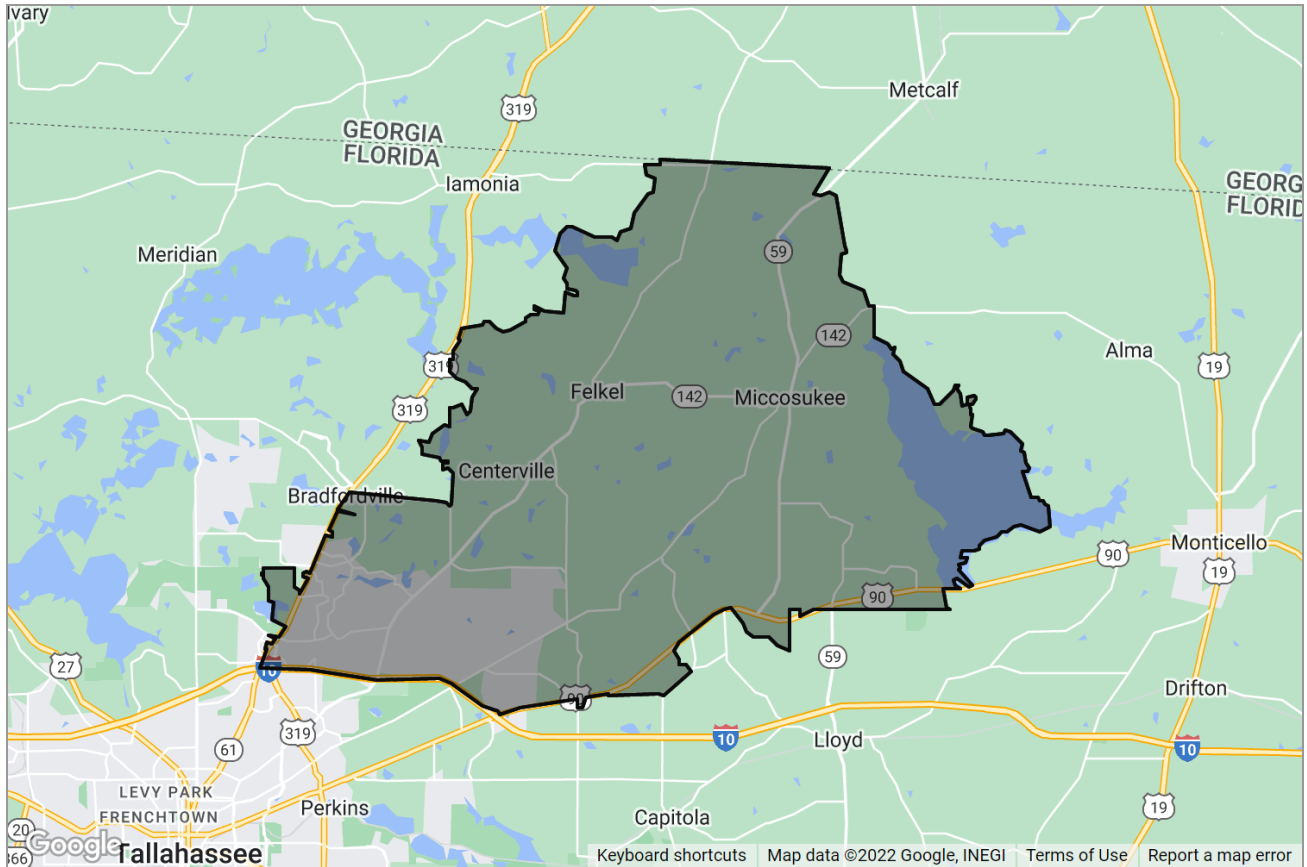 lvary
Metcalf
319
GEORGIA
FLORIDA
Iamonia
GEORG
FLORID
Meridian
59
142
Alma
319
19
Felkel
142
Miccosukee
319
Centerville
Bradfordville
Monticello
90
19
90
27
10
59
90
Drifton
319
61
10
Lloyd
10
LEVY PARK
FRENCHTOWN
Perkins
19
Capitola
20
366
Google
Tallahassee
Keyboard shortcuts
Map data ©2022 Google, INEGI
Terms of Use
Report a map error